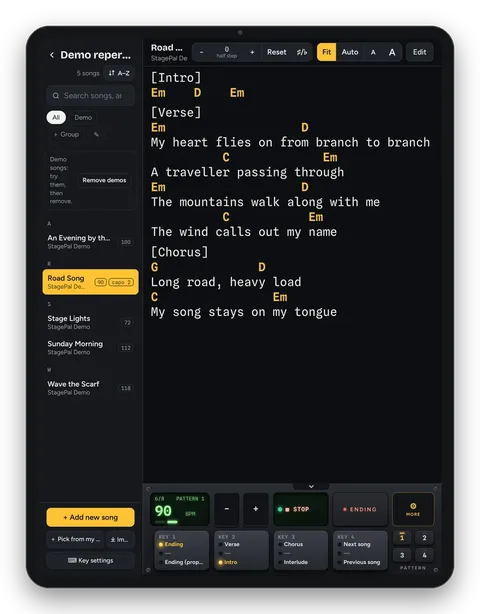 Demo reper...
5 songs
A–Z
Search songs, ar
All
Demo
+ Group
Demo
songs:
try
them,
then
remove.
Remove demos
A
An Evening by th...
StagePal Demo
100
R
Road Song
StagePal De...
90
capo 2
S
Stage Lights
StagePal Demo
72
Sunday Morning
StagePal Demo
112
W
Wave the Scarf
StagePal Demo
118
+ Add new song
+ Pick from my ...
Im...
Key settings
Road ...
StagePal De
−
0
half step
+
Reset
♯/♭
Fit
Auto
A
A
Edit
[Intro]
Em D Em
[Verse]
Em D
My heart flies on from branch to branch
C Em
A traveller passing through
Em D
The mountains walk along with me
C Em
The wind calls out my name
[Chorus]
G D
Long road, heavy load
C Em
My song stays on my tongue
6/8 PATTERN 1
90 BPM
−
+
STOP
ENDING
MORE
KEY 1
Ending
—
Ending (prop...
KEY 2
Verse
—
Intro
KEY 3
Chorus
—
Interlude
KEY 4
Next song
—
Previous song
1 2
3 4
PATTERN